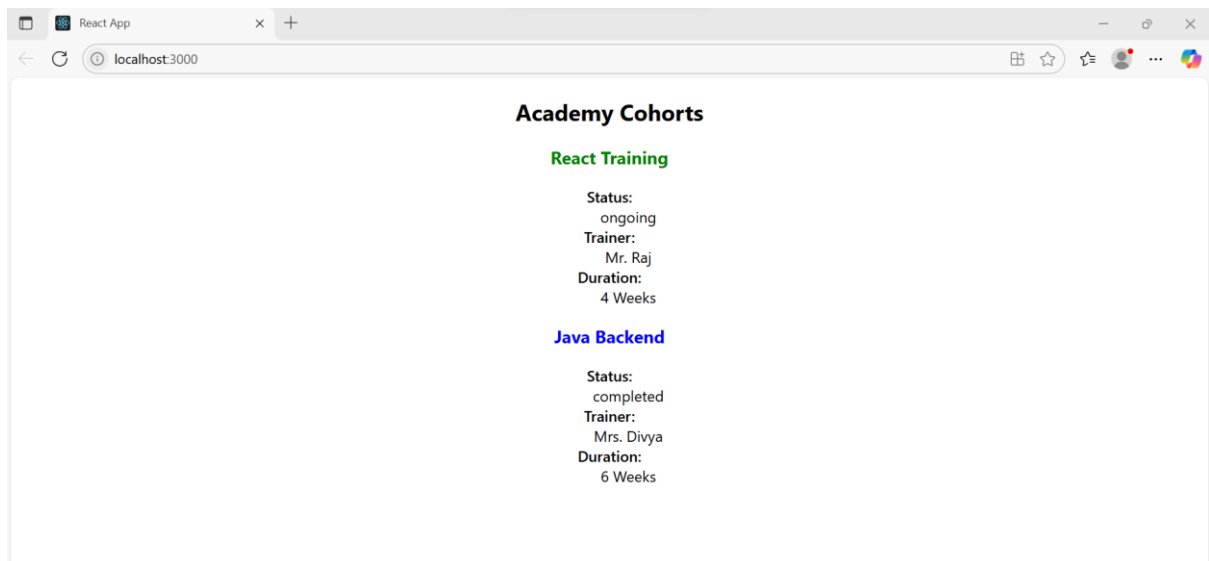 React App
localhost:3000
Academy Cohorts
React Training
Status:
ongoing
Trainer:
Mr. Raj
Duration:
4 Weeks
Java Backend
Status:
completed
Trainer:
Mrs. Divya
Duration:
6 Weeks